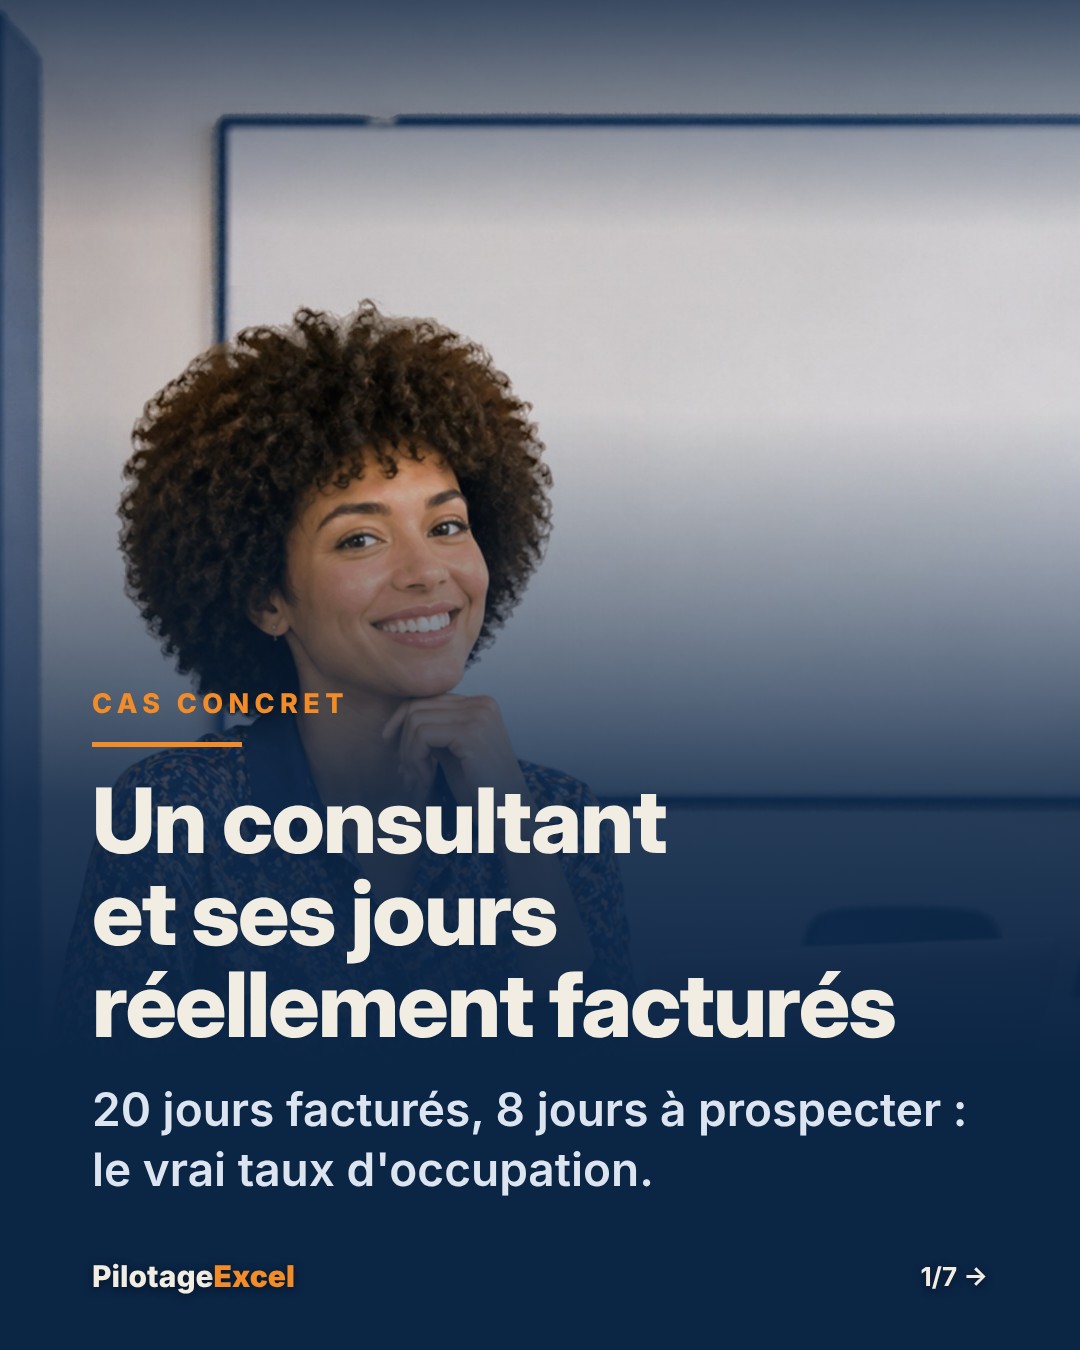 CAS CONCRET
Un consultant
et ses jours
réellement facturés
20 jours facturés, 8 jours à prospecter :
le vrai taux d'occupation.
PilotageExcel
1/7 →